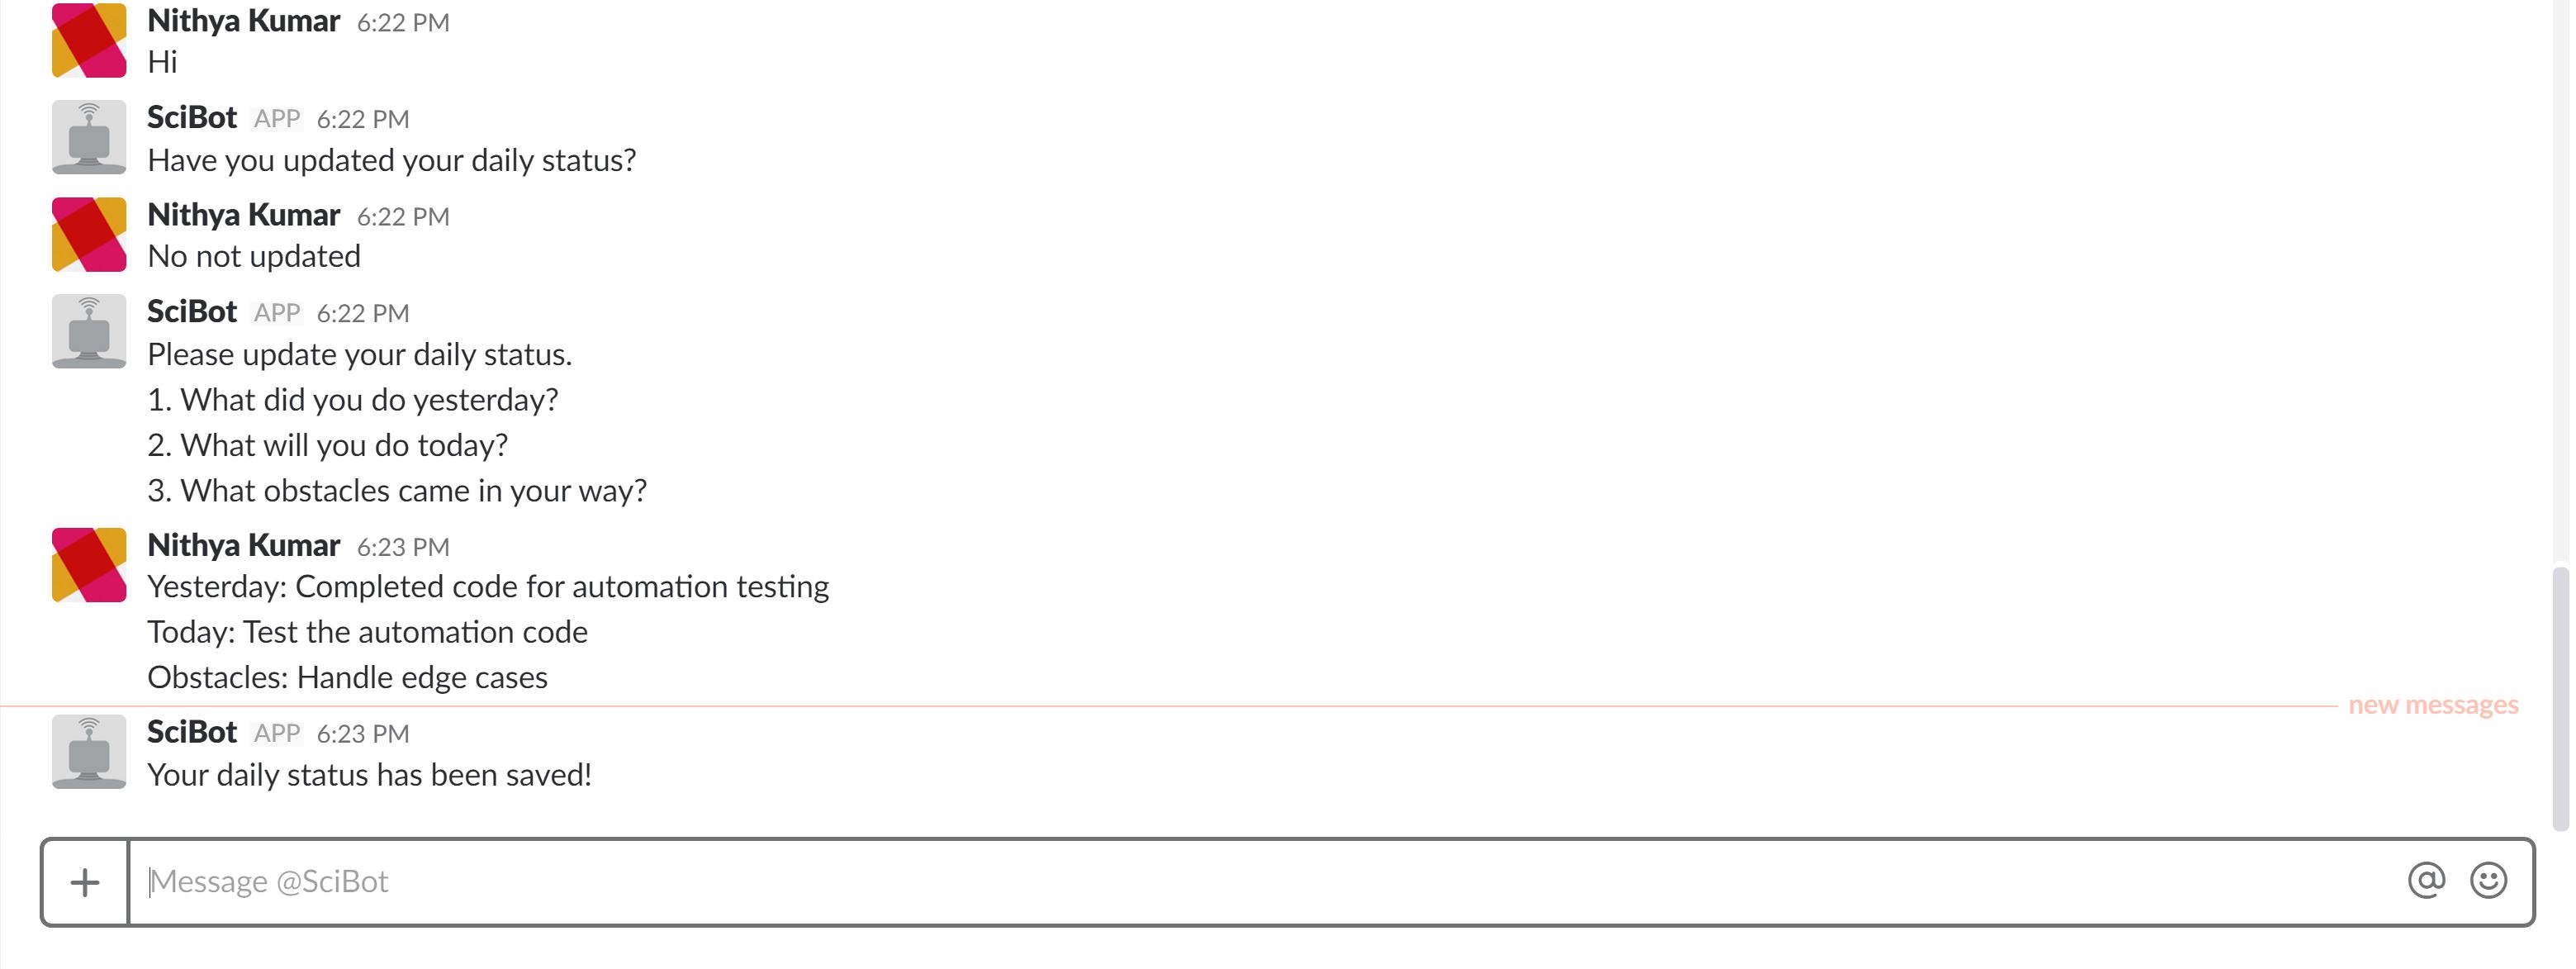 Nithya Kumar 6:22 PM
Hi
SciBot APP 6:22 PM
Have you updated your daily status?
Nithya Kumar 6:22 PM
No not updated
SciBot APP 6:22 PM
Please update your daily status.
1. What did you do yesterday?
2. What will you do today?
3. What obstacles came in your way?
Nithya Kumar 6:23 PM
Yesterday: Completed code for automation testing
Today: Test the automation code
Obstacles: Handle edge cases
new messages
SciBot APP 6:23 PM
Your daily status has been saved!
Message @SciBot